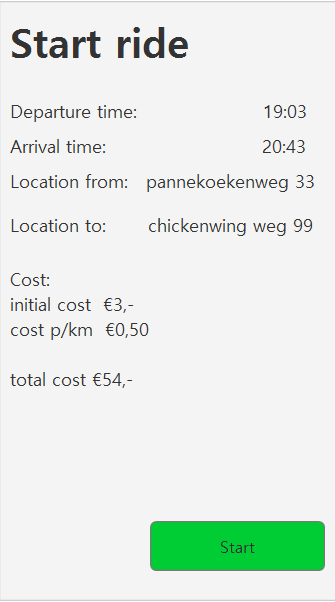 Start ride
Departure time: 19:03
Arrival time: 20:43
Location from: pannekoekenweg 33
Location to: chickenwing weg 99
Cost:
initial cost €3,-
cost p/km €0,50
total cost €54,-
Start